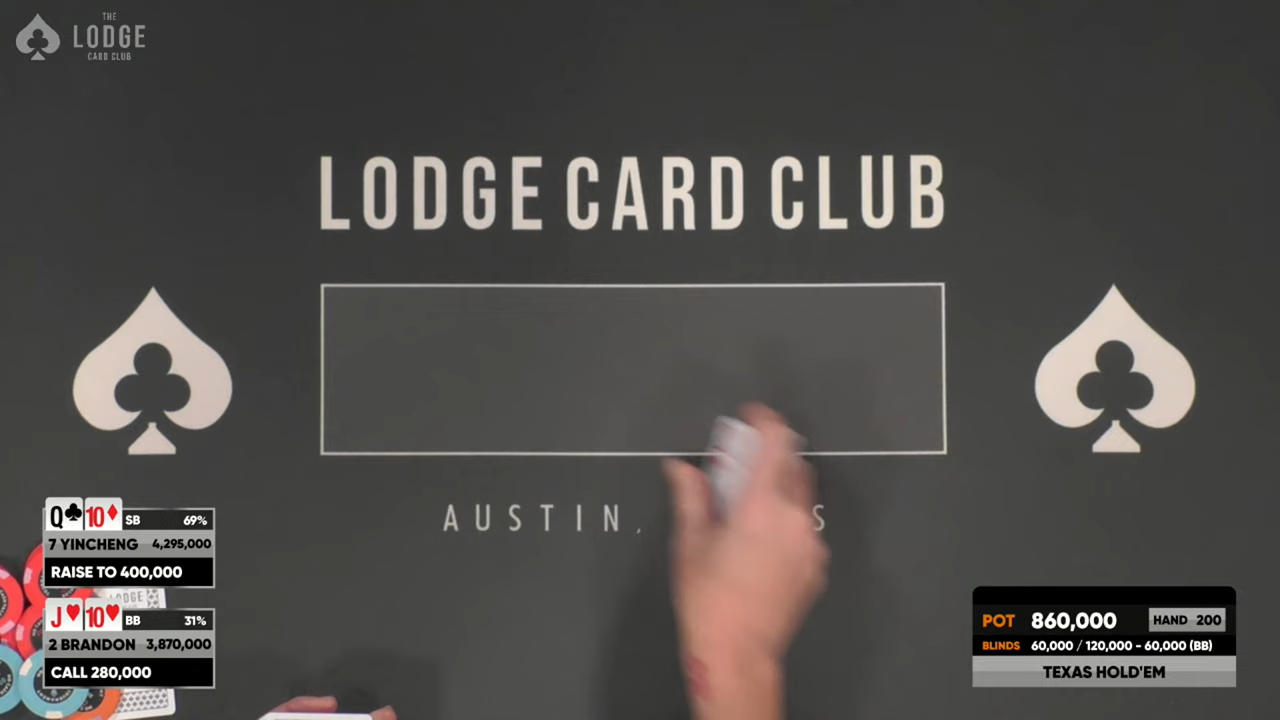 THE
LODGE
CARD CLUB
LODGE CARD CLUB
AUSTIN,
Q 10 SB 69%
7 YINCHENG 4,295,000
RAISE TO 400,000
LODGE
J 10 BB 31%
2 BRANDON 3,870,000
CALL 280,000
POT 860,000 HAND 200
BLINDS 60,000 / 120,000 - 60,000 (BB)
TEXAS HOLD'EM